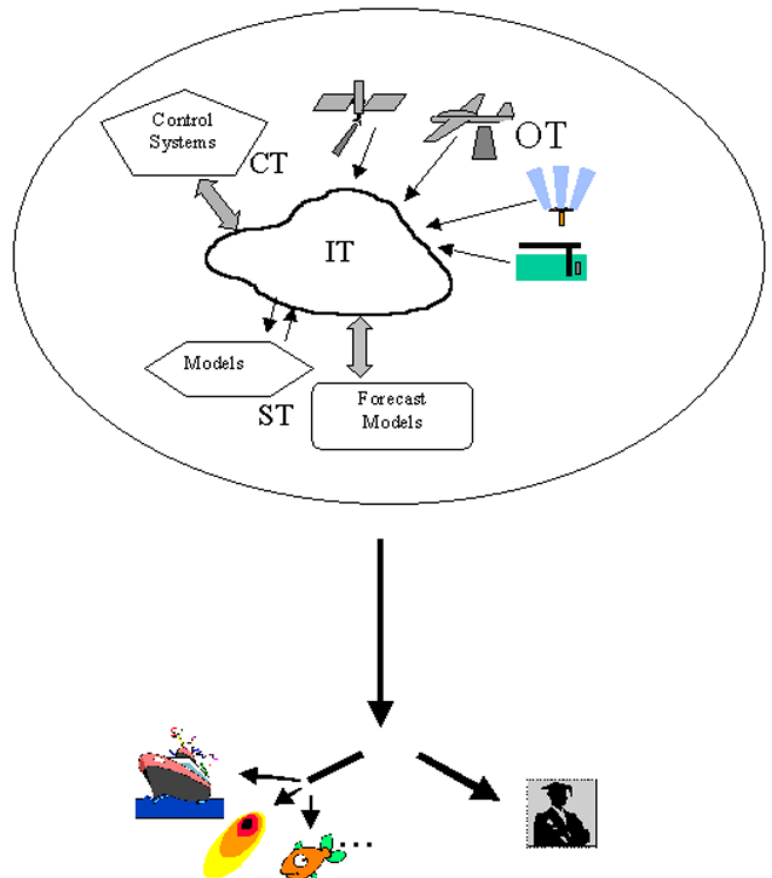 Control
Systems
CT
OT
IT
Models
ST
Forecast
Models
...